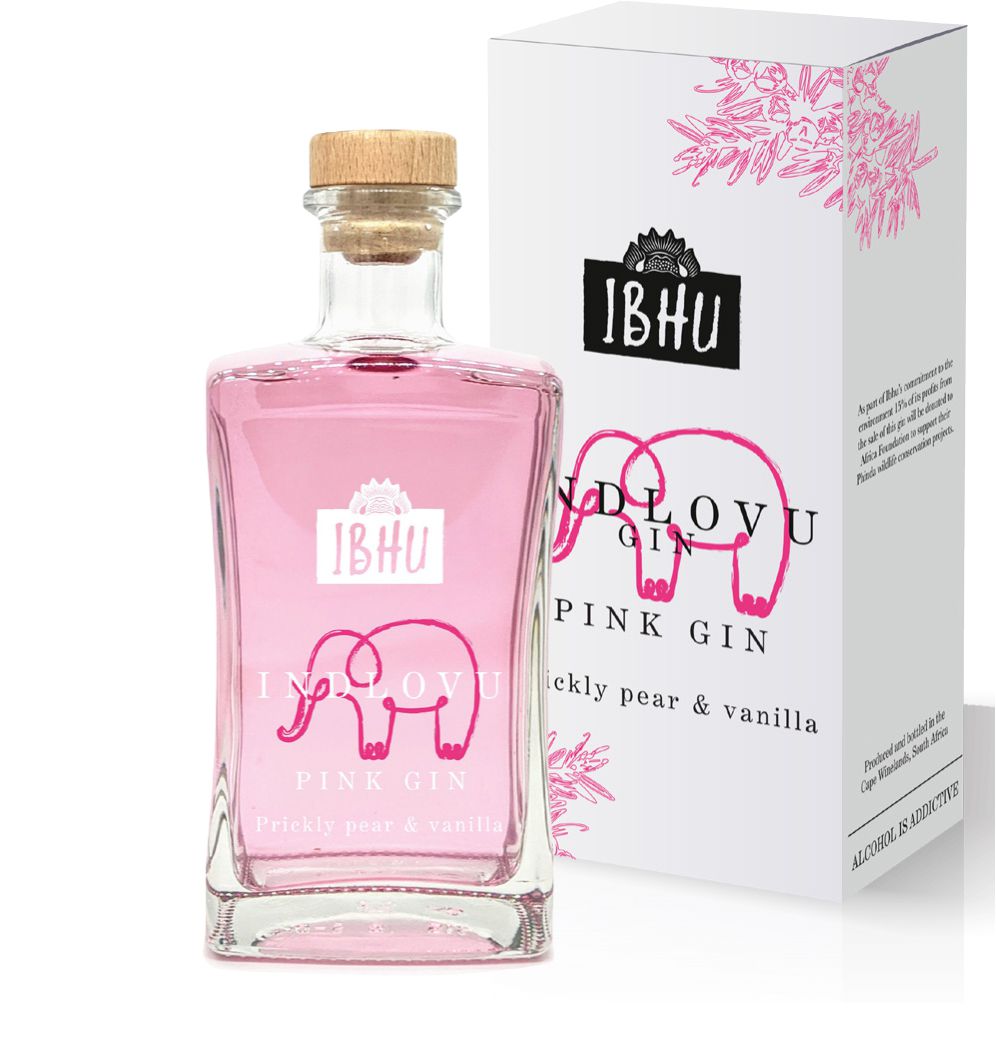 IBHU
INDLOVU
PINK GIN
Prickly pear & vanilla
IBHU
NDLOVU
GIN
PINK GIN
ickly pear & vanilla
As part of Ibhu's commitment to the
environment 15% of its profits from
the sale of this gin will be donated to
Africa Foundation to support their
Phinda wildlife conservation projects.
Produced and bottled in the
Cape Winelands, South Africa
ALCOHOL IS ADDICTIVE